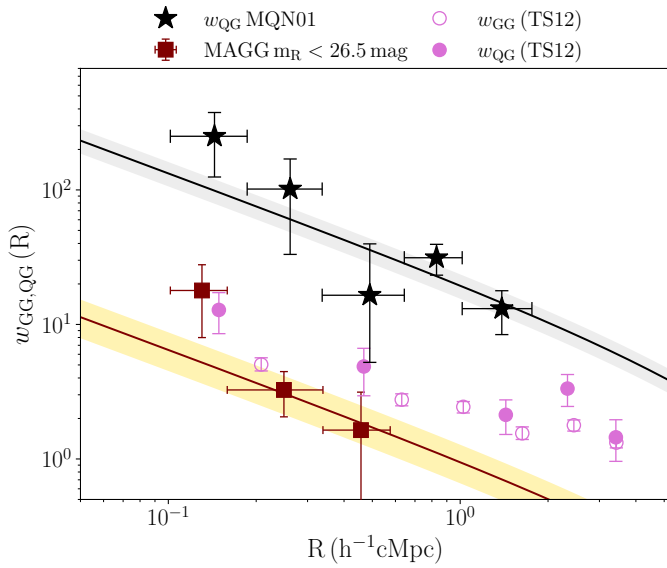 w_QG MQN01 w_GG (TS12)
MAGG m_R < 26.5 mag w_QG (TS12)
10²
10¹
10⁰
w_GG,QG (R)
10⁻¹ 10⁰
R (h⁻¹cMpc)